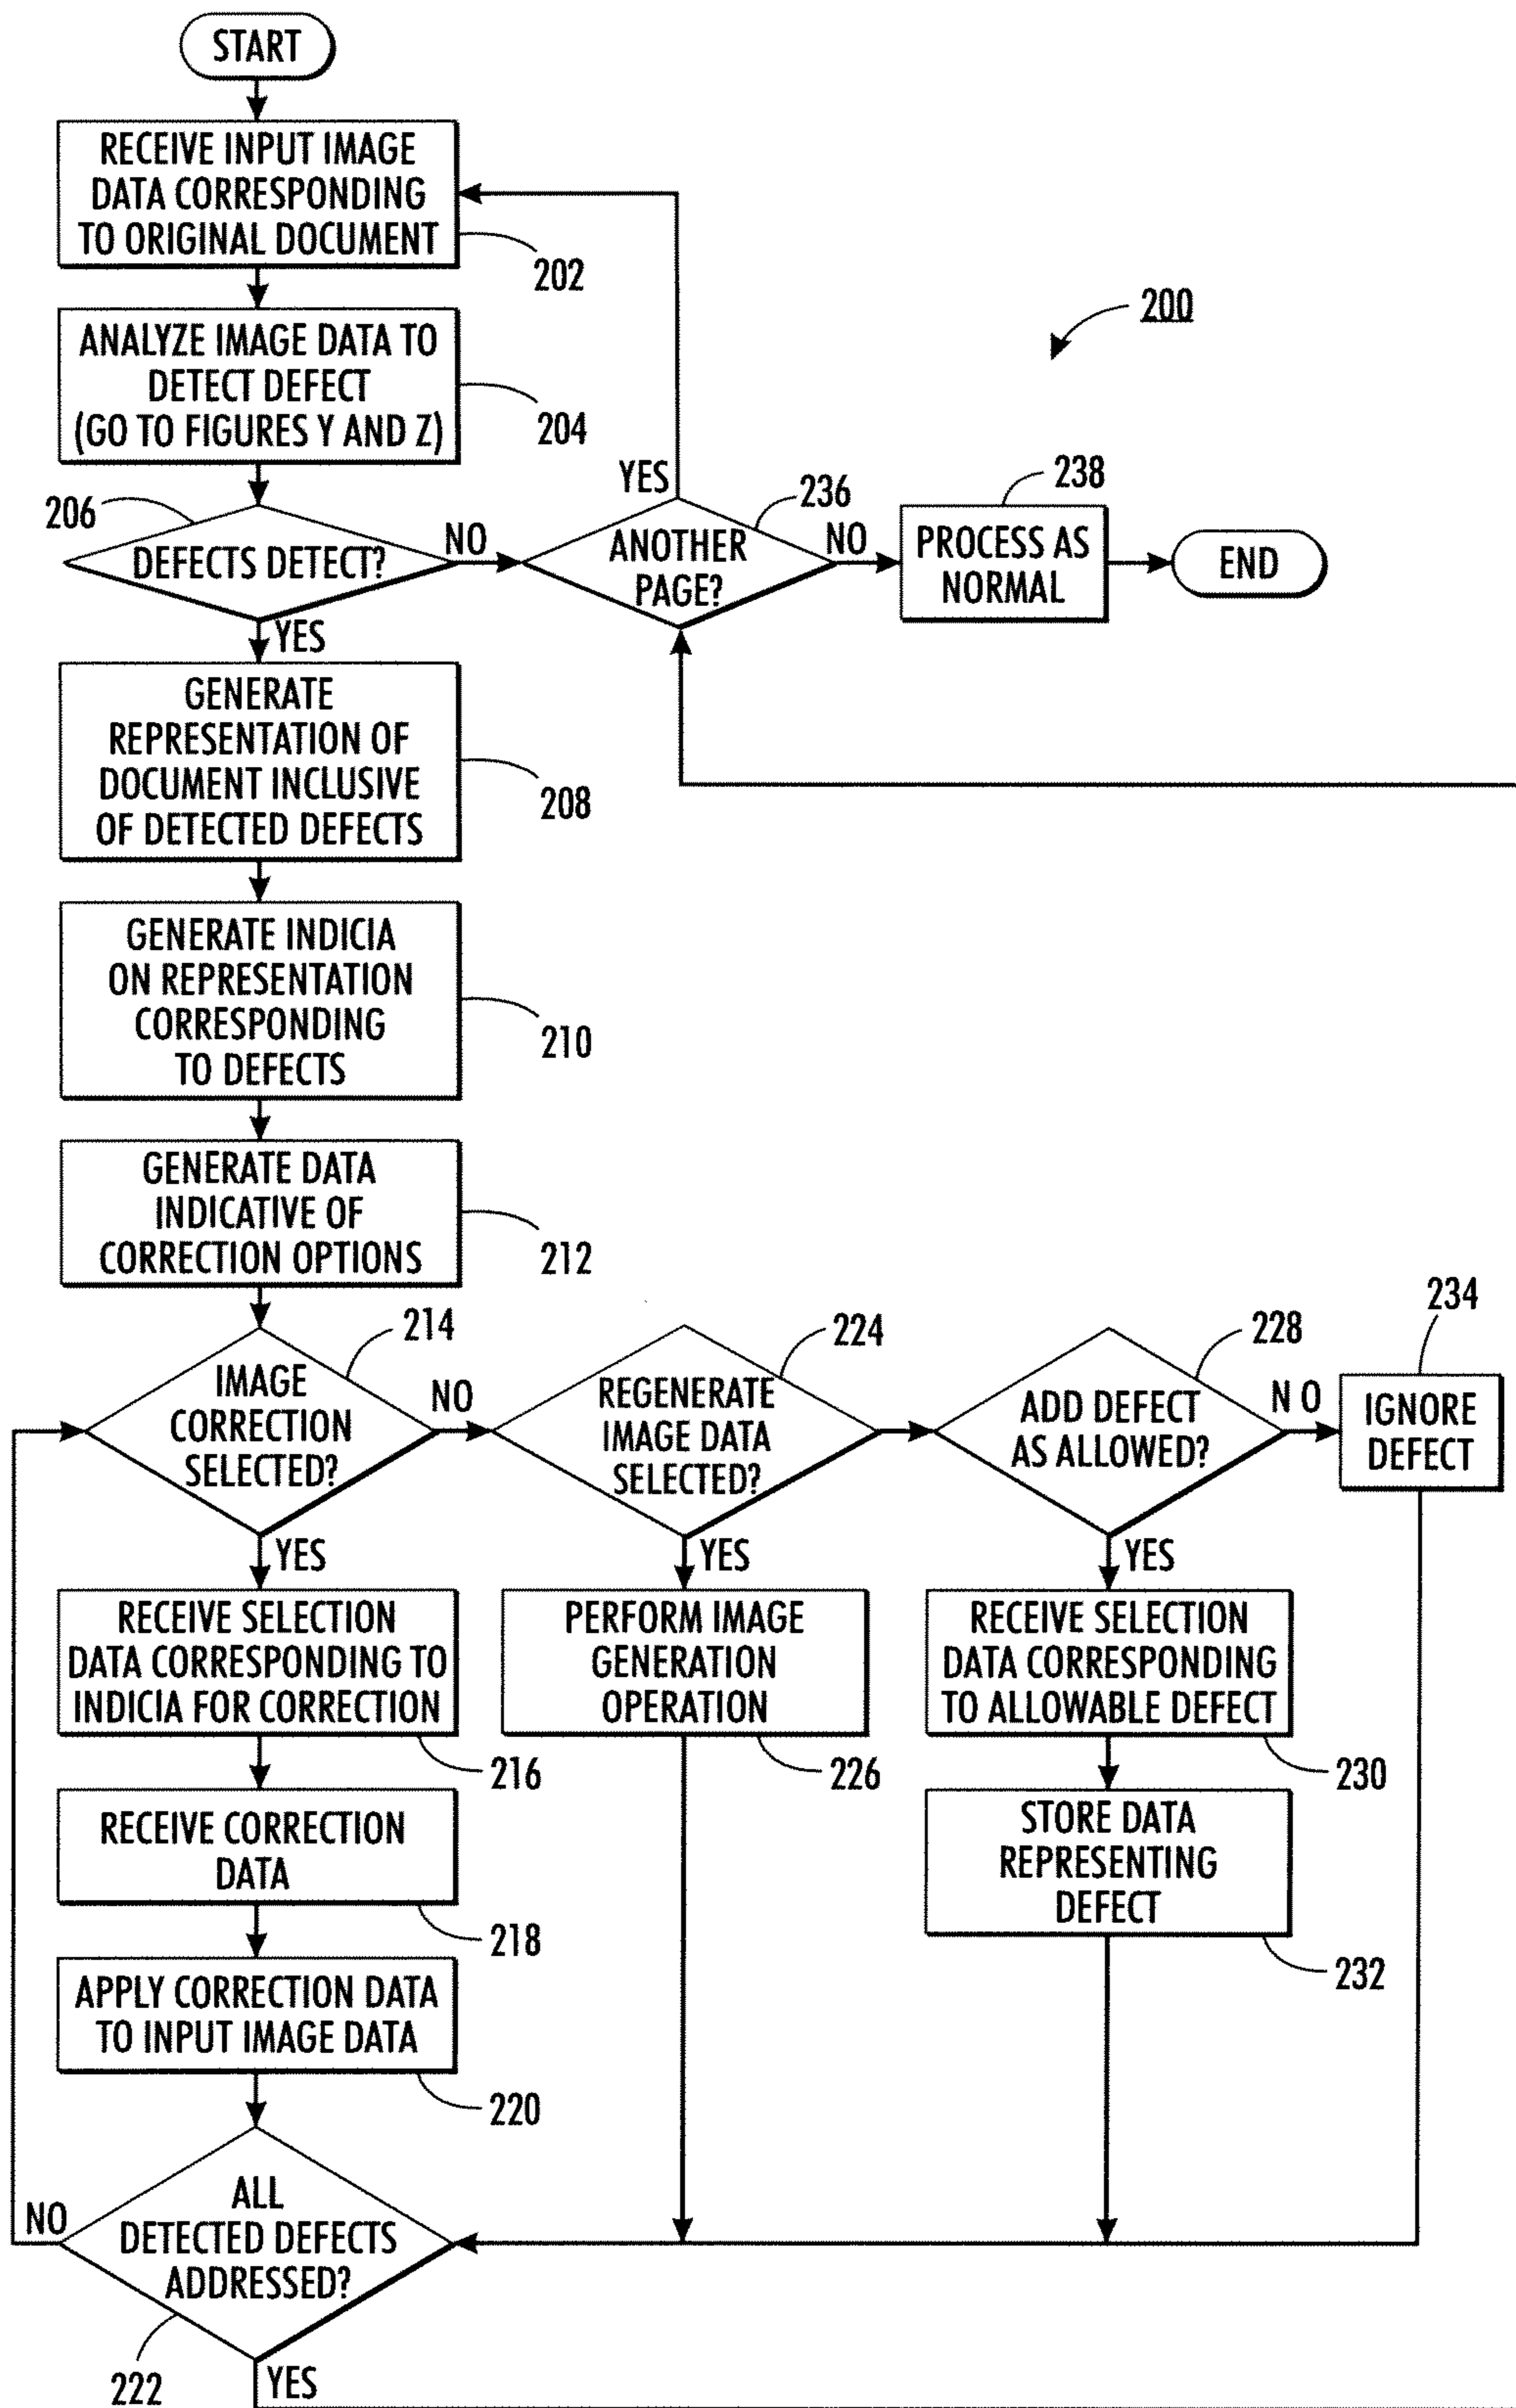 START
RECEIVE INPUT IMAGE
DATA CORRESPONDING
TO ORIGINAL DOCUMENT
202
ANALYZE IMAGE DATA TO
DETECT DEFECT
(GO TO FIGURES Y AND Z)
204
200
206
DEFECTS DETECT?
NO
YES
YES
236
ANOTHER
PAGE?
NO
238
PROCESS AS
NORMAL
END
GENERATE
REPRESENTATION OF
DOCUMENT INCLUSIVE
OF DETECTED DEFECTS
208
GENERATE INDICIA
ON REPRESENTATION
CORRESPONDING
TO DEFECTS
210
GENERATE DATA
INDICATIVE OF
CORRECTION OPTIONS
212
214
IMAGE
CORRECTION
SELECTED?
NO
YES
224
REGENERATE
IMAGE DATA
SELECTED?
YES
228
ADD DEFECT
AS ALLOWED?
N O
YES
234
IGNORE
DEFECT
RECEIVE SELECTION
DATA CORRESPONDING TO
INDICIA FOR CORRECTION
216
PERFORM IMAGE
GENERATION
OPERATION
226
RECEIVE SELECTION
DATA CORRESPONDING
TO ALLOWABLE DEFECT
230
RECEIVE CORRECTION
DATA
218
STORE DATA
REPRESENTING
DEFECT
232
APPLY CORRECTION DATA
TO INPUT IMAGE DATA
220
ALL
DETECTED DEFECTS
ADDRESSED?
NO
222
YES